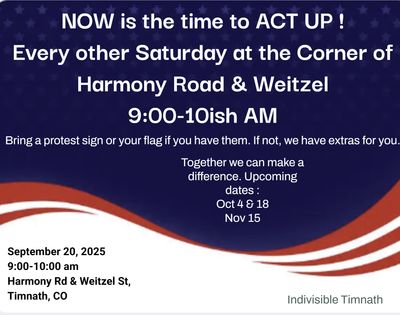 NOW is the time to ACT UP !
Every other Saturday at the Corner of
Harmony Road & Weitzel
9:00-10ish AM
Bring a protest sign or your flag if you have them. If not, we have extras for you.
Together we can make a
difference. Upcoming
dates :
Oct 4 & 18
Nov 15
September 20, 2025
9:00-10:00 am
Harmony Rd & Weitzel St,
Timnath, CO
Indivisible Timnath